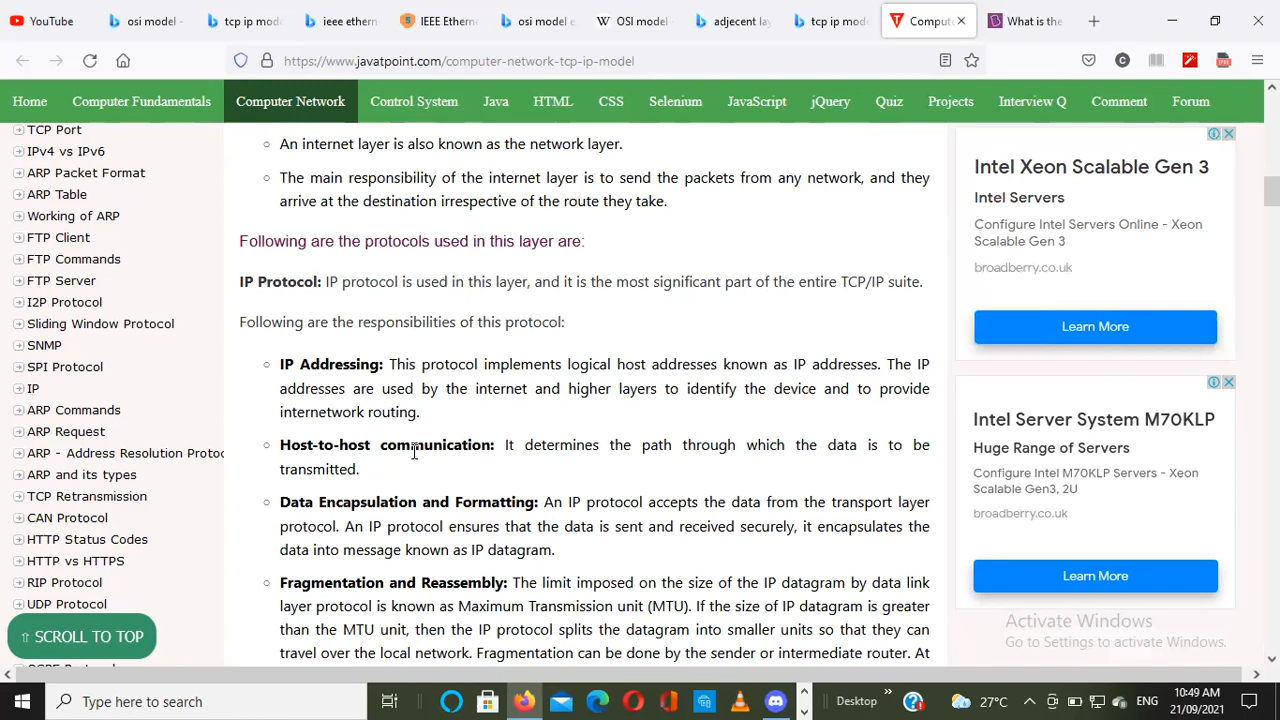 YouTube
osi model -
tcp ip mode
ieee ethern
IEEE Ethern
osi model e
OSI model -
adjecent la
tcp ip mode
Comput
What is the
https://www.javatpoint.com/computer-network-tcp-ip-model
Home
Computer Fundamentals
Computer Network
Control System
Java
HTML
CSS
Selenium
JavaScript
jQuery
Quiz
Projects
Interview Q
Comment
Forum
TCP Port
IPv4 vs IPv6
ARP Packet Format
ARP Table
Working of ARP
FTP Client
FTP Commands
FTP Server
I2P Protocol
Sliding Window Protocol
SNMP
SPI Protocol
IP
ARP Commands
ARP Request
ARP - Address Resolution Protoc
ARP and its types
TCP Retransmission
CAN Protocol
HTTP Status Codes
HTTP vs HTTPS
RIP Protocol
UDP Protocol
⇧ SCROLL TO TOP
An internet layer is also known as the network layer.
The main responsibility of the internet layer is to send the packets from any network, and they
arrive at the destination irrespective of the route they take.
Following are the protocols used in this layer are:
IP Protocol: IP protocol is used in this layer, and it is the most significant part of the entire TCP/IP suite.
Following are the responsibilities of this protocol:
IP Addressing: This protocol implements logical host addresses known as IP addresses. The IP
addresses are used by the internet and higher layers to identify the device and to provide
internetwork routing.
Host-to-host communication: It determines the path through which the data is to be
transmitted.
Data Encapsulation and Formatting: An IP protocol accepts the data from the transport layer
protocol. An IP protocol ensures that the data is sent and received securely, it encapsulates the
data into message known as IP datagram.
Fragmentation and Reassembly: The limit imposed on the size of the IP datagram by data link
layer protocol is known as Maximum Transmission unit (MTU). If the size of IP datagram is greater
than the MTU unit, then the IP protocol splits the datagram into smaller units so that they can
travel over the local network. Fragmentation can be done by the sender or intermediate router. At
Intel Xeon Scalable Gen 3
Intel Servers
Configure Intel Servers Online - Xeon
Scalable Gen 3
broadberry.co.uk
Learn More
Intel Server System M70KLP
Huge Range of Servers
Configure Intel M70KLP Servers - Xeon
Scalable Gen3, 2U
broadberry.co.uk
Learn More
Activate Windows
Go to Settings to activate Windows.
Type here to search
Desktop
27°C
ENG
10:49 AM
21/09/2021